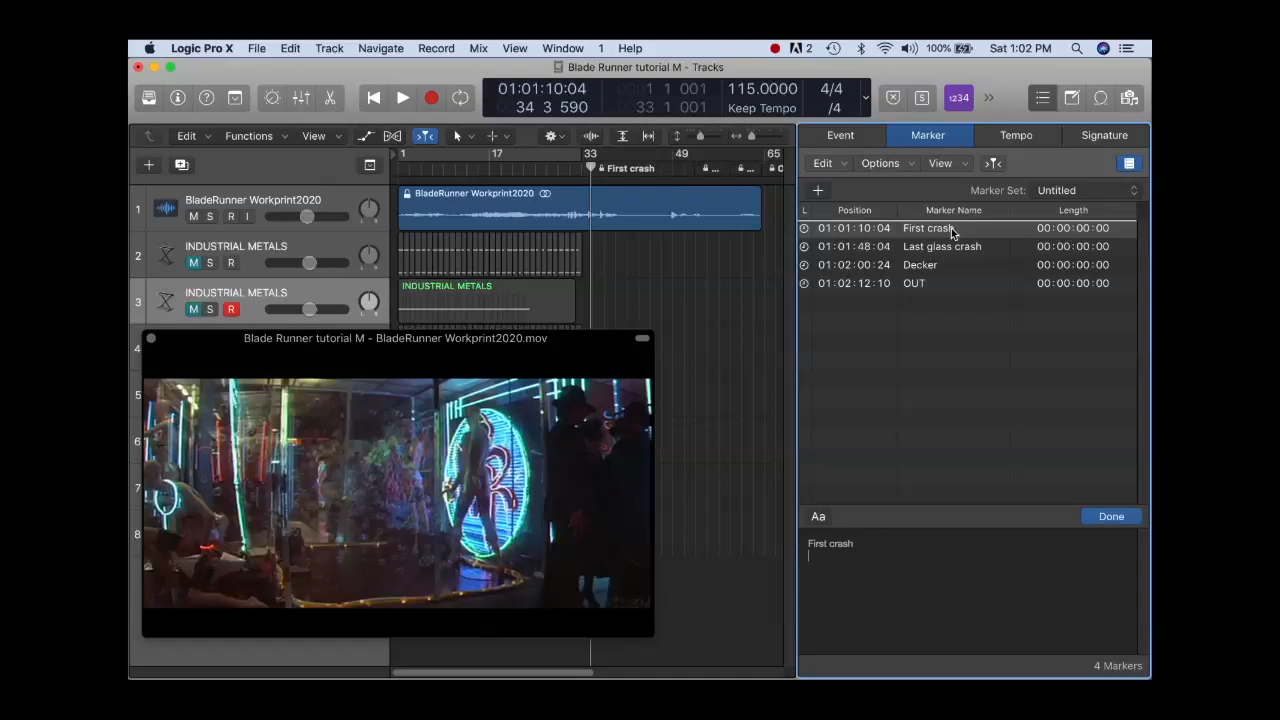 Logic Pro X File Edit Track Navigate Record Mix View Window 1 Help
2 100% Sat 1:02 PM
Blade Runner tutorial M - Tracks
01:01:10:04 1 1 001 115.0000 4/4
34 3 590 33 1 001 Keep Tempo /4
1234
Edit Functions View
Event Marker Tempo Signature
1 17 33 49 65
First crash
Edit Options View
Marker Set: Untitled
L Position Marker Name Length
01:01:10:04 First crash 00:00:00:00
01:01:48:04 Last glass crash 00:00:00:00
01:02:00:24 Decker 00:00:00:00
01:02:12:10 OUT 00:00:00:00
1 BladeRunner Workprint2020
M S R I
BladeRunner Workprint2020
2 INDUSTRIAL METALS
M S R
3 INDUSTRIAL METALS
M S R
INDUSTRIAL METALS
4
5
6
7
8
Blade Runner tutorial M - BladeRunner Workprint2020.mov
Aa Done
First crash
4 Markers